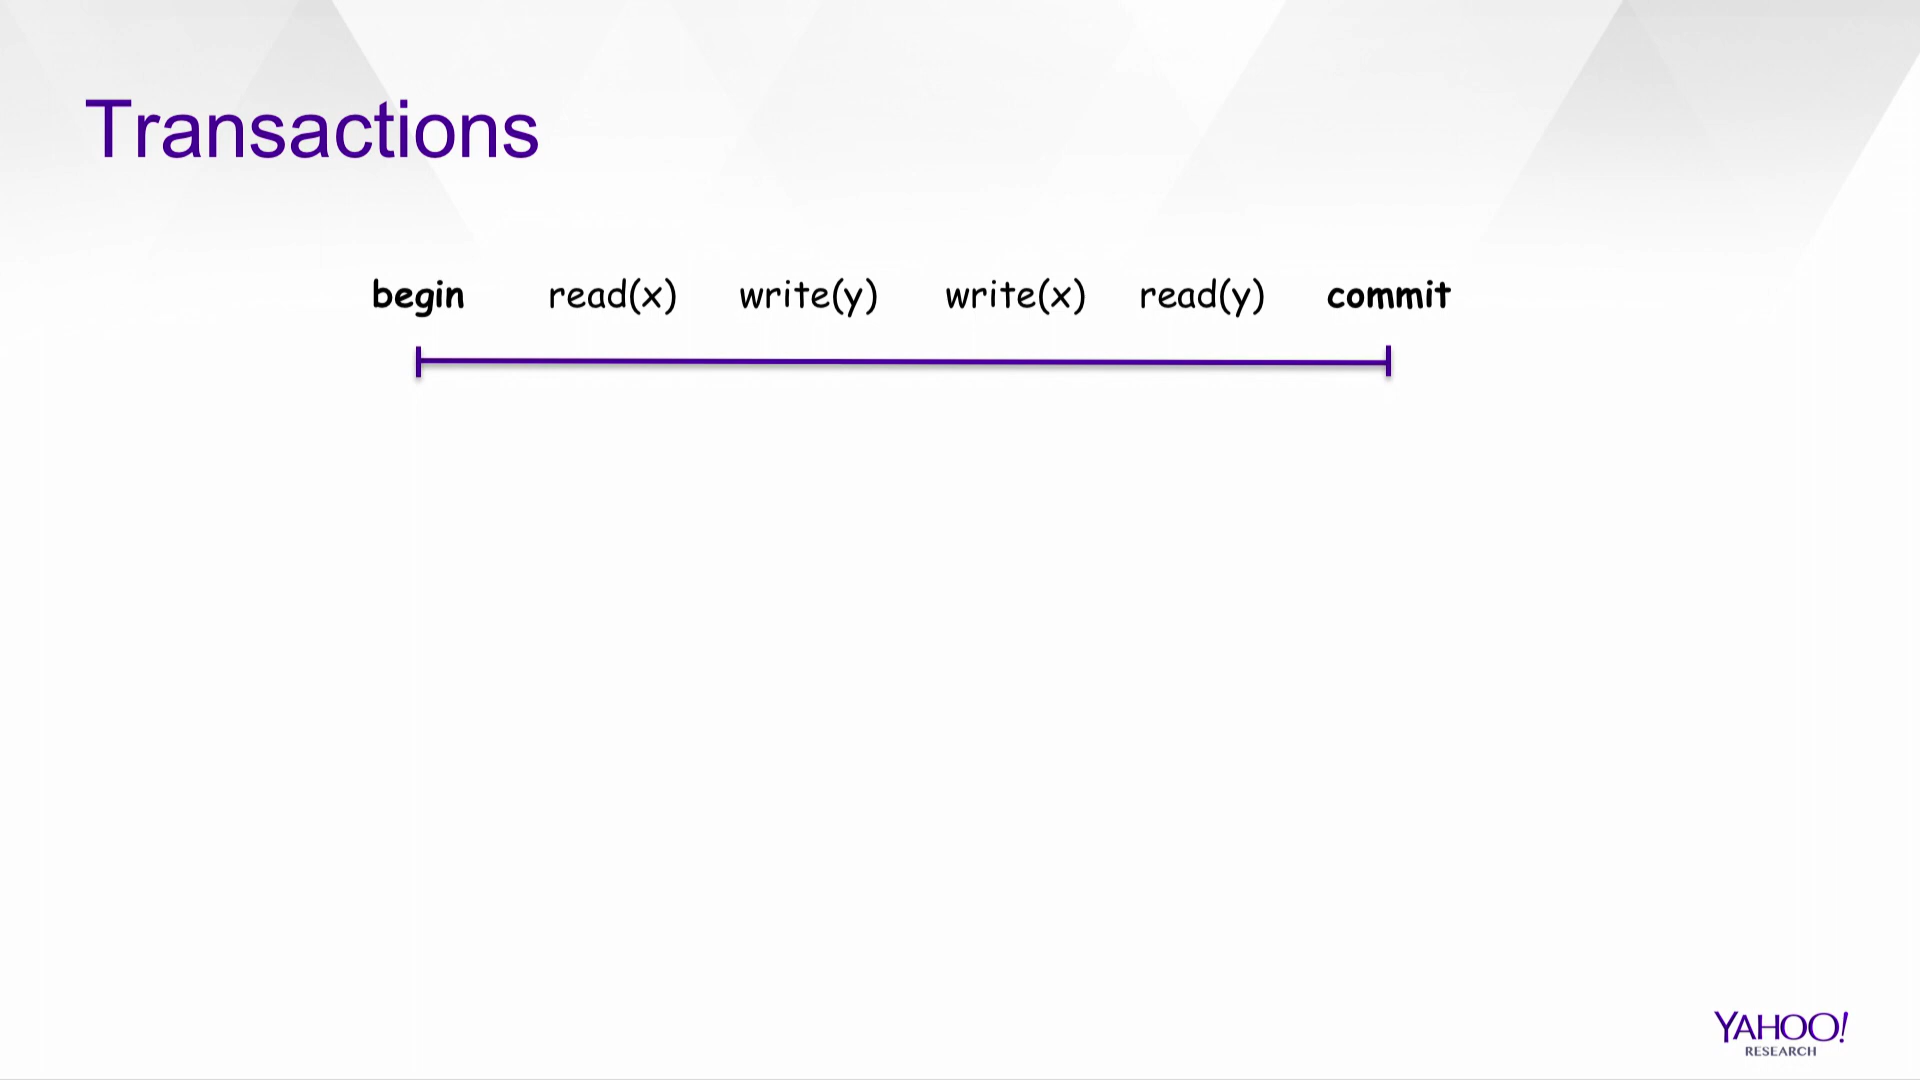 Transactions
begin read(x) write(y) write(x) read(y) commit
YAHOO!
RESEARCH